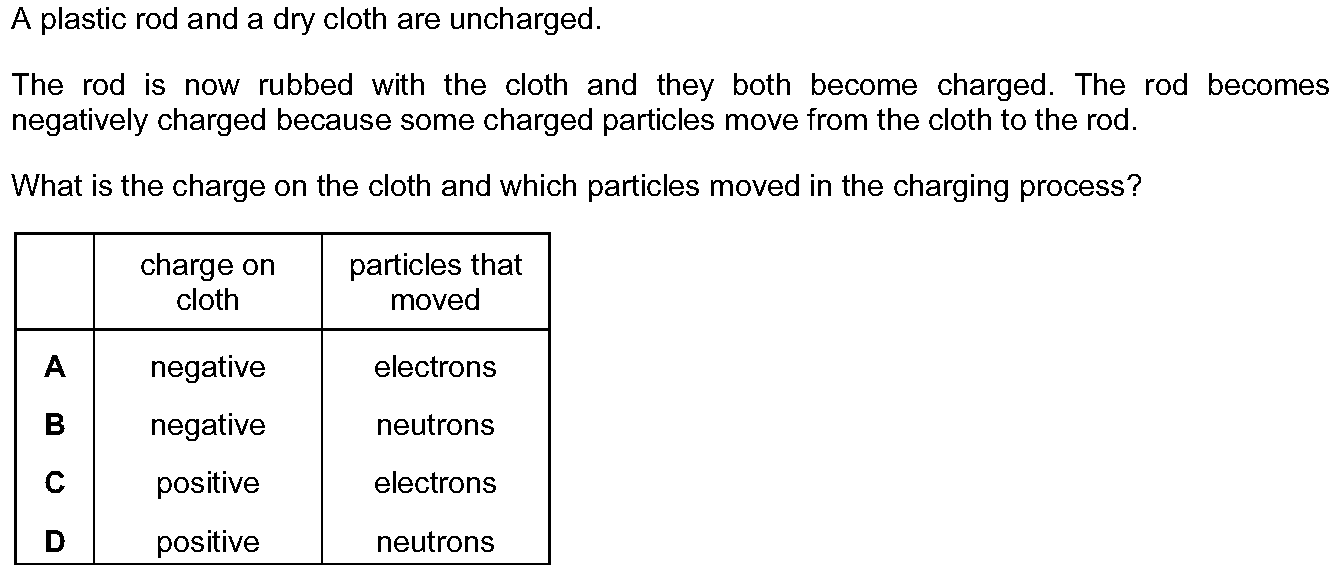 A plastic rod and a dry cloth are uncharged.
The rod is now rubbed with the cloth and they both become charged. The rod becomes
negatively charged because some charged particles move from the cloth to the rod.
What is the charge on the cloth and which particles moved in the charging process?
charge on cloth particles that moved
A negative electrons
B negative neutrons
C positive electrons
D positive neutrons